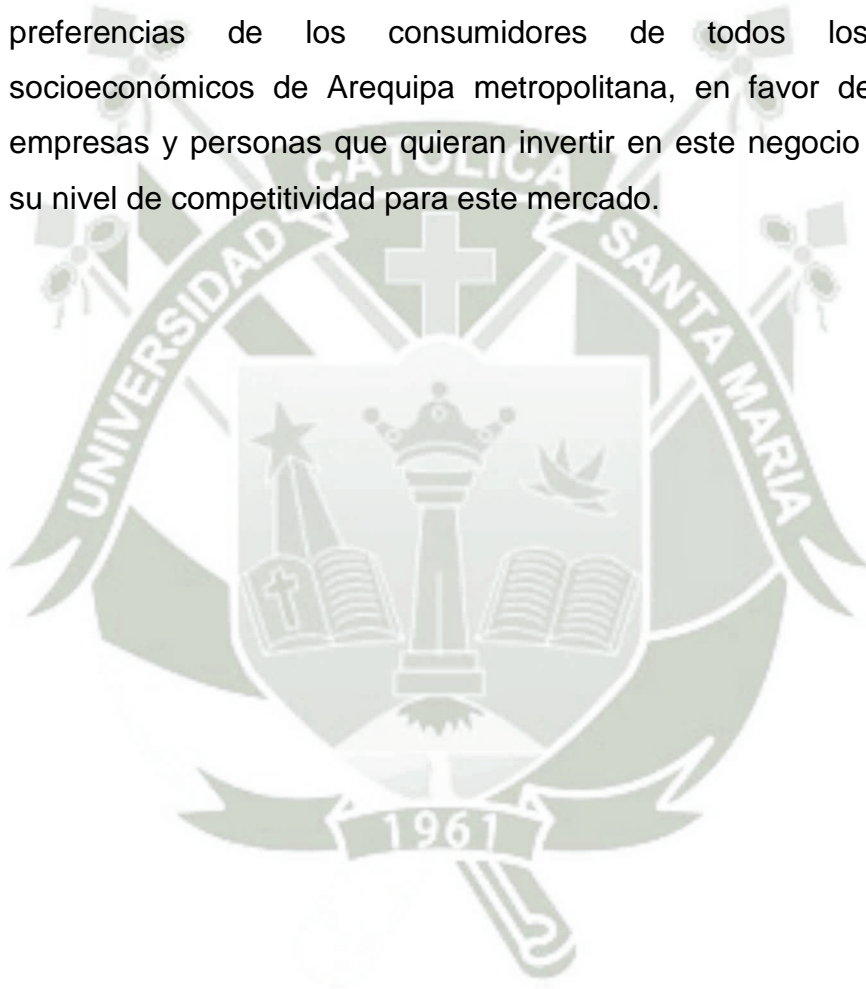 preferencias de los consumidores de todos los
socioeconómicos de Arequipa metropolitana, en favor de
empresas y personas que quieran invertir en este negocio
su nivel de competitividad para este mercado.
UNIVERSIDAD CATOLICA SANTA MARIA
1961